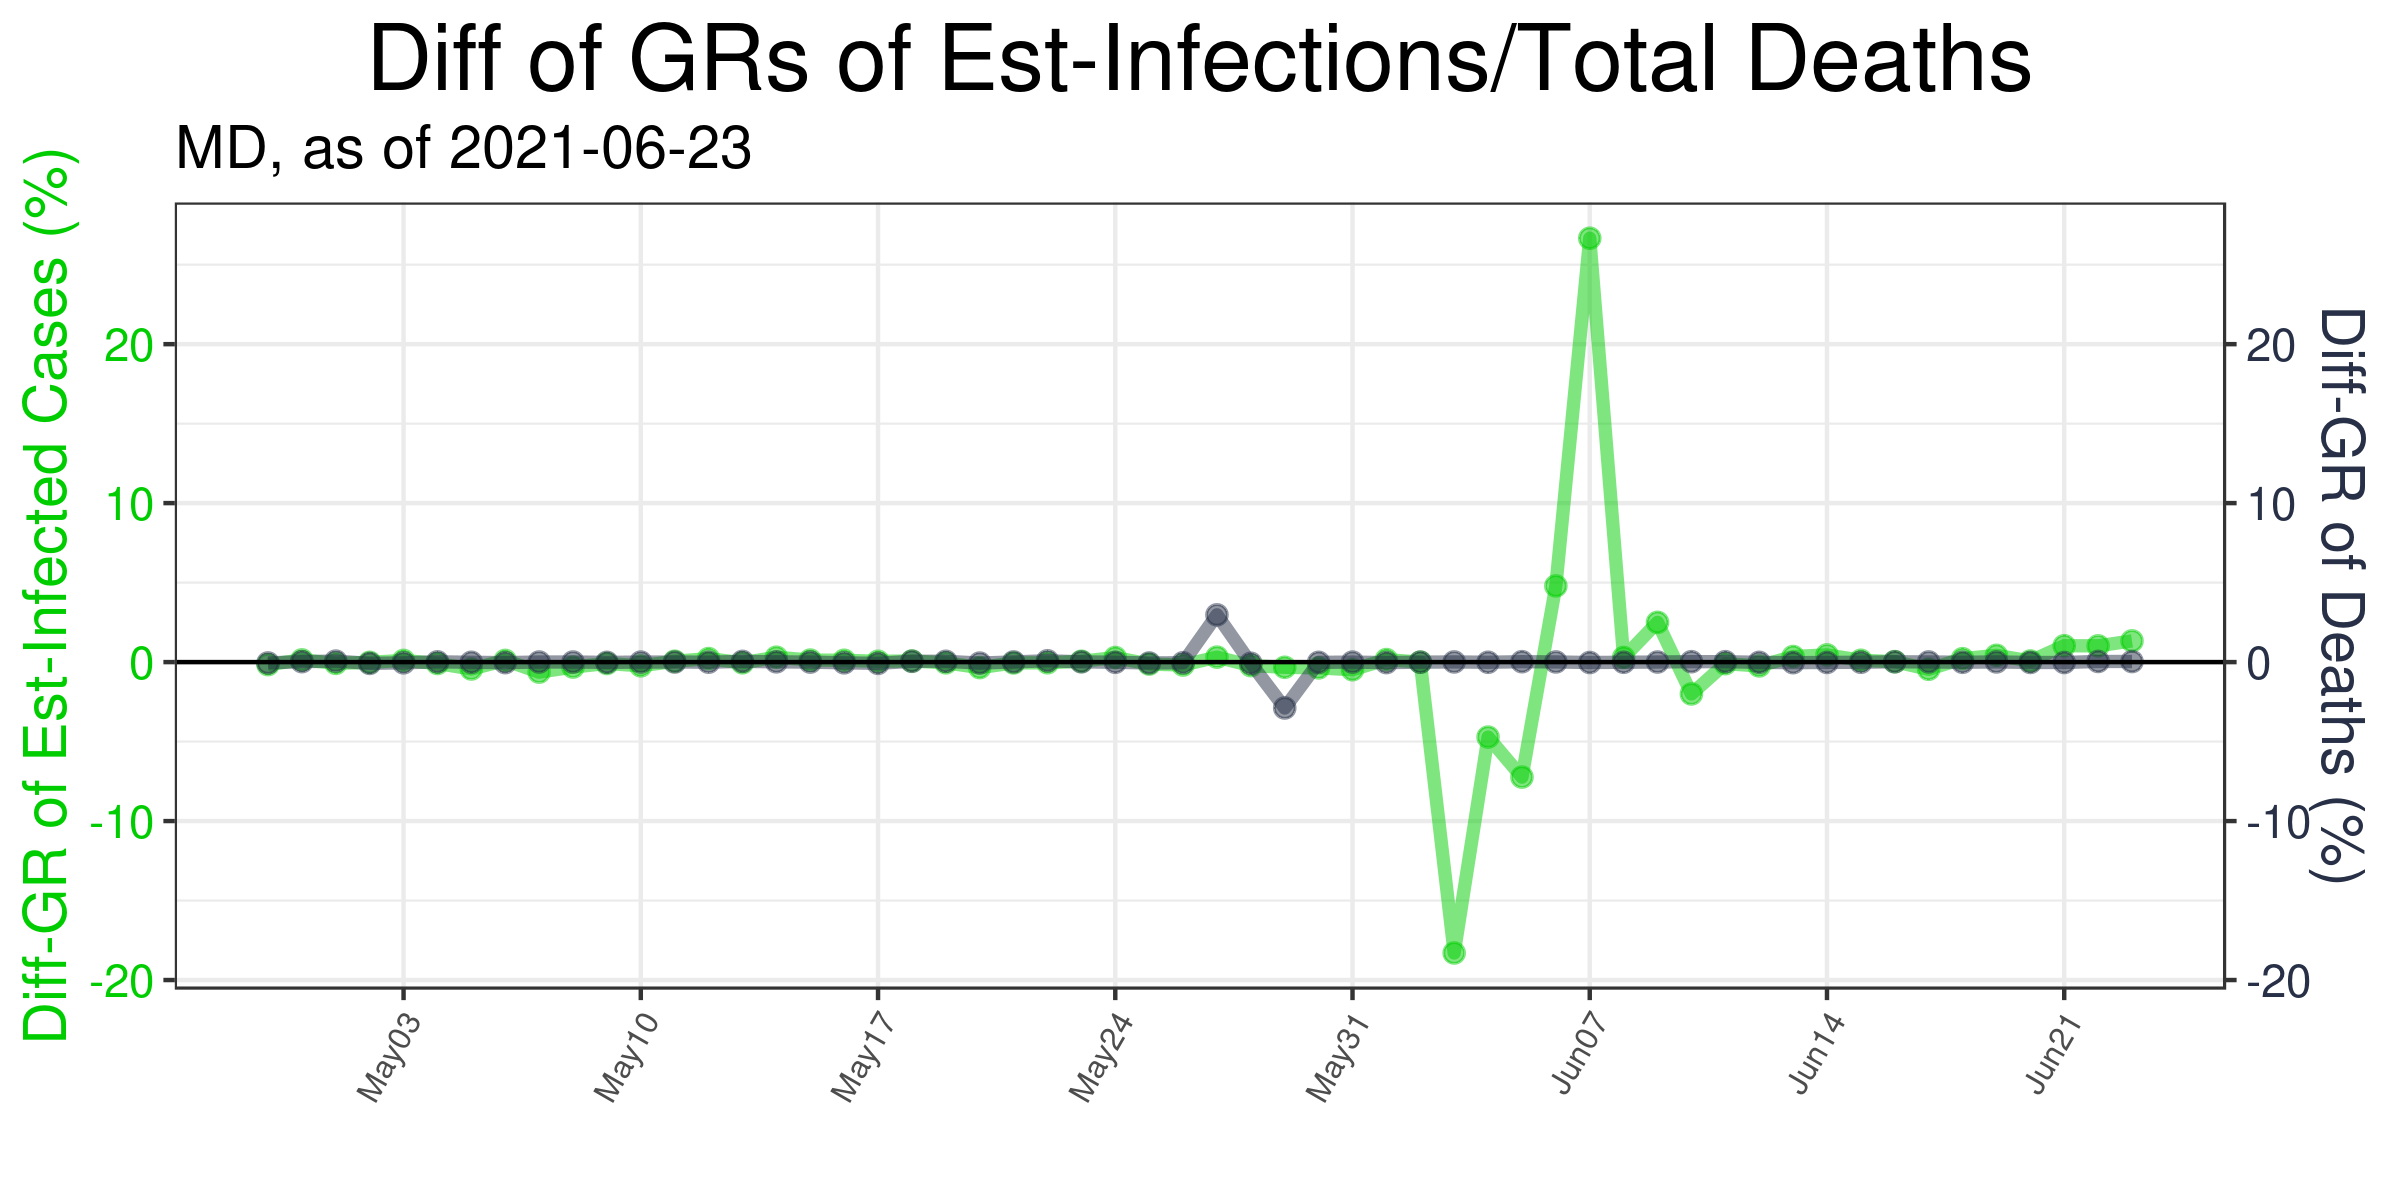 Diff of GRs of Est-Infections/Total Deaths
MD, as of 2021-06-23
Diff-GR of Est-Infected Cases (%)
20
10
0
-10
-20
20
10
0
-10
-20
Diff-GR of Deaths (%)
May03
May10
May17
May24
May31
Jun07
Jun14
Jun21